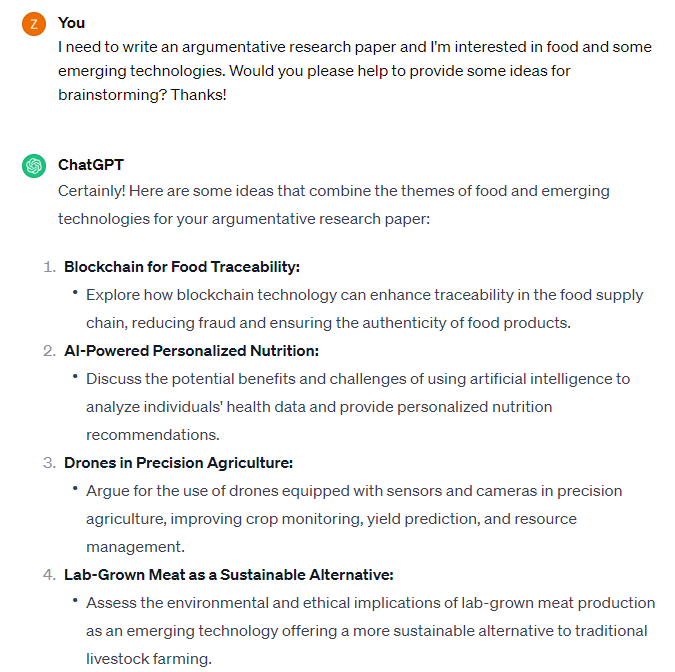 Z
You
I need to write an argumentative research paper and I'm interested in food and some
emerging technologies. Would you please help to provide some ideas for
brainstorming? Thanks!
ChatGPT
Certainly! Here are some ideas that combine the themes of food and emerging
technologies for your argumentative research paper:
1. Blockchain for Food Traceability:
• Explore how blockchain technology can enhance traceability in the food supply
chain, reducing fraud and ensuring the authenticity of food products.
2. AI-Powered Personalized Nutrition:
• Discuss the potential benefits and challenges of using artificial intelligence to
analyze individuals' health data and provide personalized nutrition
recommendations.
3. Drones in Precision Agriculture:
• Argue for the use of drones equipped with sensors and cameras in precision
agriculture, improving crop monitoring, yield prediction, and resource
management.
4. Lab-Grown Meat as a Sustainable Alternative:
• Assess the environmental and ethical implications of lab-grown meat production
as an emerging technology offering a more sustainable alternative to traditional
livestock farming.